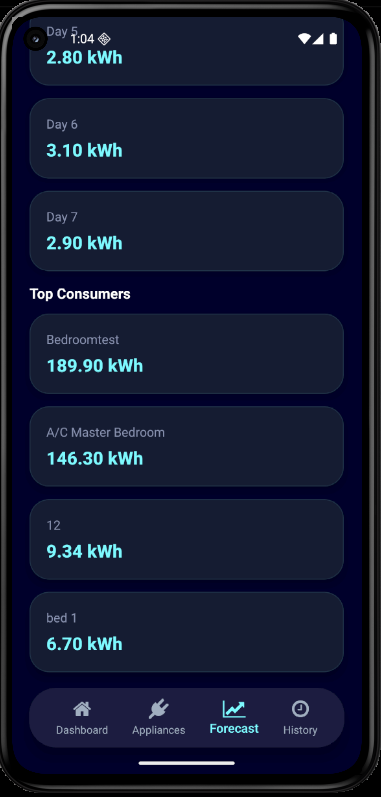 Day 5
1:04
2.80 kWh
Day 6
3.10 kWh
Day 7
2.90 kWh
Top Consumers
Bedroomtest
189.90 kWh
A/C Master Bedroom
146.30 kWh
12
9.34 kWh
bed 1
6.70 kWh
Dashboard Appliances Forecast History